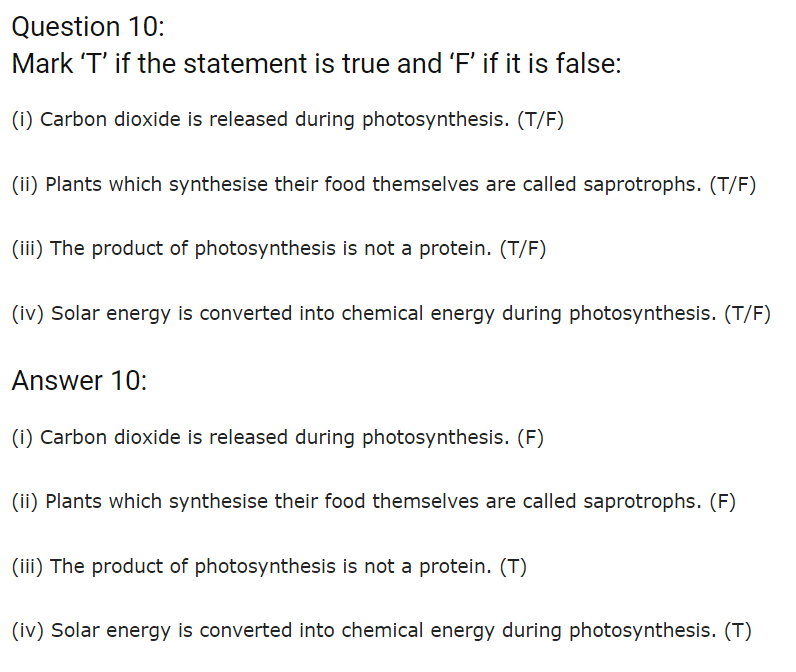 Question 10:
Mark ‘T’ if the statement is true and ‘F’ if it is false:
(i) Carbon dioxide is released during photosynthesis. (T/F)
(ii) Plants which synthesise their food themselves are called saprotrophs. (T/F)
(iii) The product of photosynthesis is not a protein. (T/F)
(iv) Solar energy is converted into chemical energy during photosynthesis. (T/F)
Answer 10:
(i) Carbon dioxide is released during photosynthesis. (F)
(ii) Plants which synthesise their food themselves are called saprotrophs. (F)
(iii) The product of photosynthesis is not a protein. (T)
(iv) Solar energy is converted into chemical energy during photosynthesis. (T)